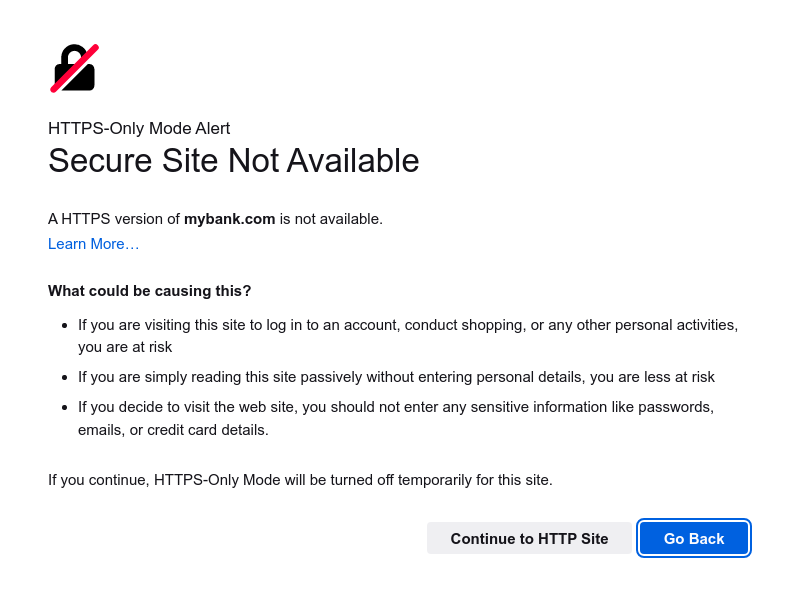 HTTPS-Only Mode Alert
Secure Site Not Available
A HTTPS version of mybank.com is not available.
Learn More…
What could be causing this?
• If you are visiting this site to log in to an account, conduct shopping, or any other personal activities,
you are at risk
• If you are simply reading this site passively without entering personal details, you are less at risk
• If you decide to visit the web site, you should not enter any sensitive information like passwords,
emails, or credit card details.
If you continue, HTTPS-Only Mode will be turned off temporarily for this site.
Continue to HTTP Site
Go Back